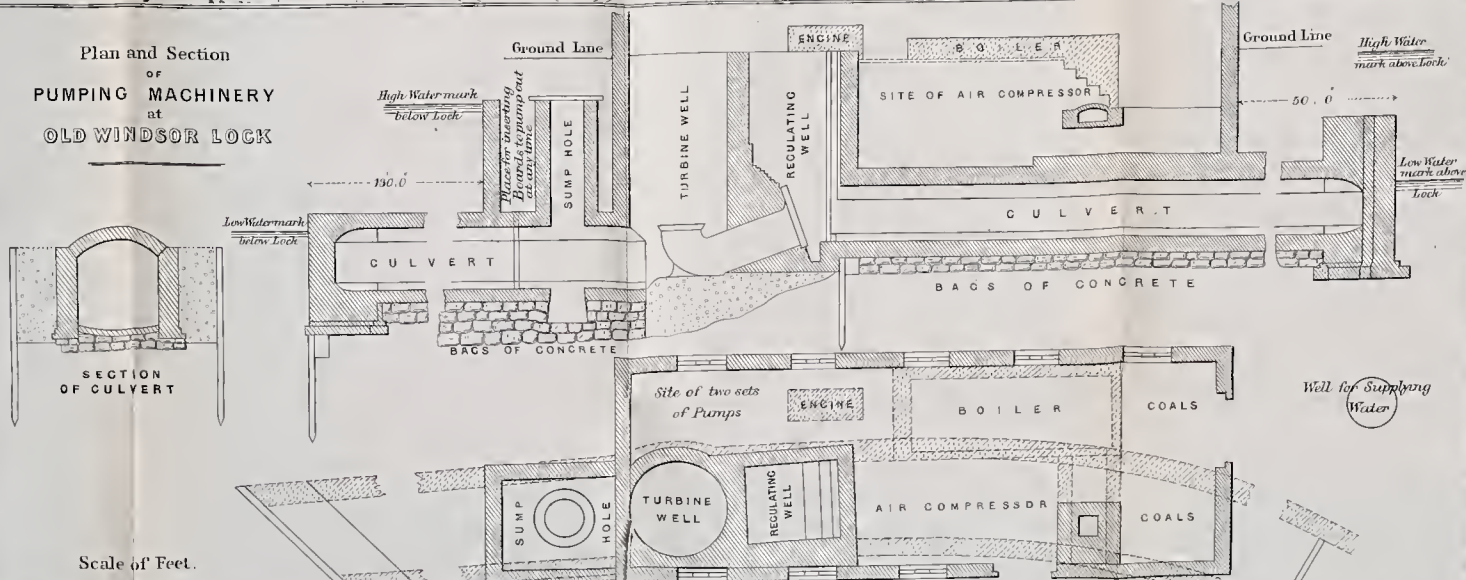 Plan and Section
OF
PUMPING MACHINERY
at
OLD WINDSOR LOCK
Ground Line
High Water mark
below Lock
Place for inserting
Boards to pump out
at any time
SUMP HOLE
TURBINE WELL
REGULATING
WELL
ENGINE
BOILER
SITE OF AIR COMPRESSOR
Ground Line
High Water
mark above Lock
50. 0
130. 0
Low Water mark
below Lock
CULVERT
CULVERT
Low Water
mark above
Lock
BAGS OF CONCRETE
BAGS OF CONCRETE
SECTION
OF CULVERT
Site of two sets
of Pumps
ENGINE
BOILER
COALS
Well for Supplying
Water
SUMP
HOLE
TURBINE
WELL
REGULATING
WELL
AIR COMPRESSOR
COALS
Scale of Feet.